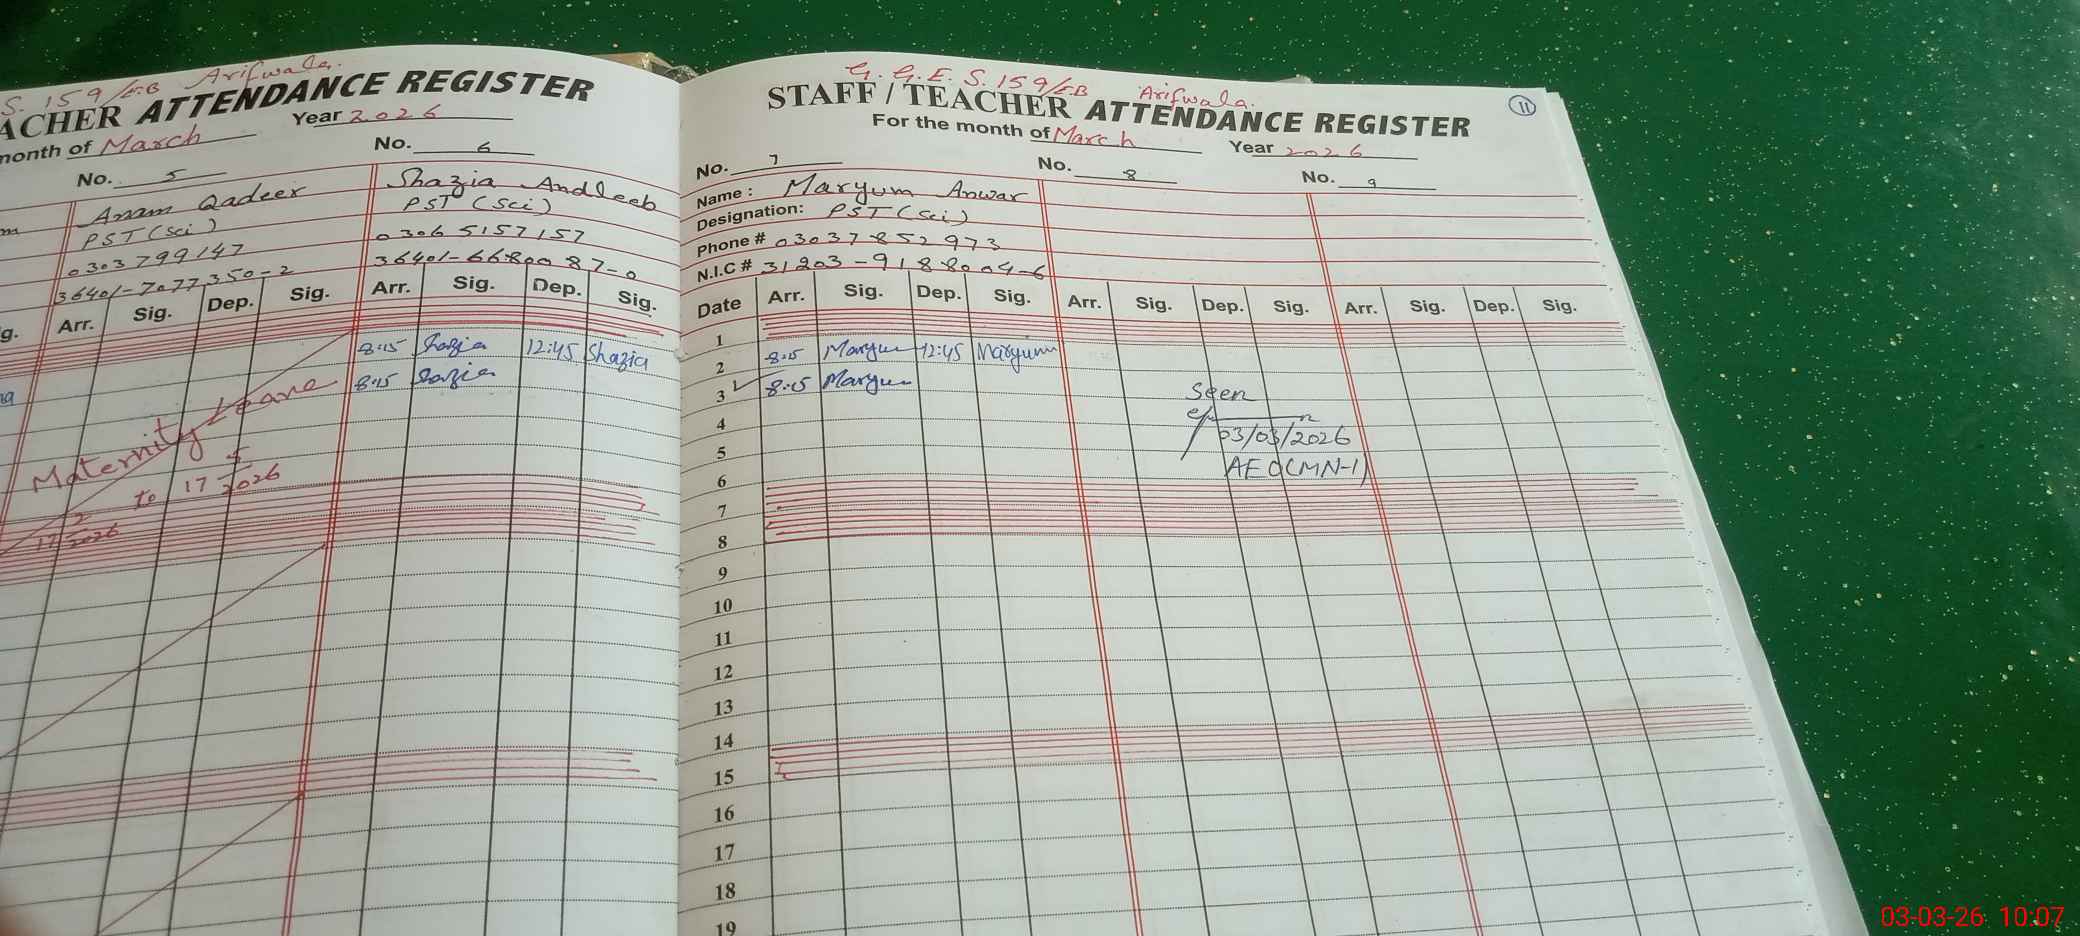 S. 159/EB Arifwala.
ACHER ATTENDANCE REGISTER
month of March Year 2026
No. 5 No. 6
Anam Qadeer Shazia Andleeb
PST (Sci) PST (Sci)
0303799147 0306 5157157
36401-7077350-2 36401-6680087-0
g. Arr. Sig. Dep. Sig. Arr. Sig. Dep. Sig.
8:15 Shazia 12:45 Shazia
8:15 Shazia
Maternity Leave
17 2/2026 to 17 5/2026
G. G. E. S. 159/EB Arifwala.
STAFF / TEACHER ATTENDANCE REGISTER
11
For the month of March Year 2026
No. 7 No. 8 No. 9
Name: Maryum Anwar
Designation: PST (Sci)
Phone # 03037852973
N.I.C # 31203-9188004-6
Date Arr. Sig. Dep. Sig. Arr. Sig. Dep. Sig. Arr. Sig. Dep. Sig.
1
2 8:15 Maryum 12:45 Maryum
3 8:15 Maryum
Seen
4
03/03/2026
5
AEO(MN-1)
6
7
8
9
10
11
12
13
14
15
16
17
18
19
03-03-26 10:07